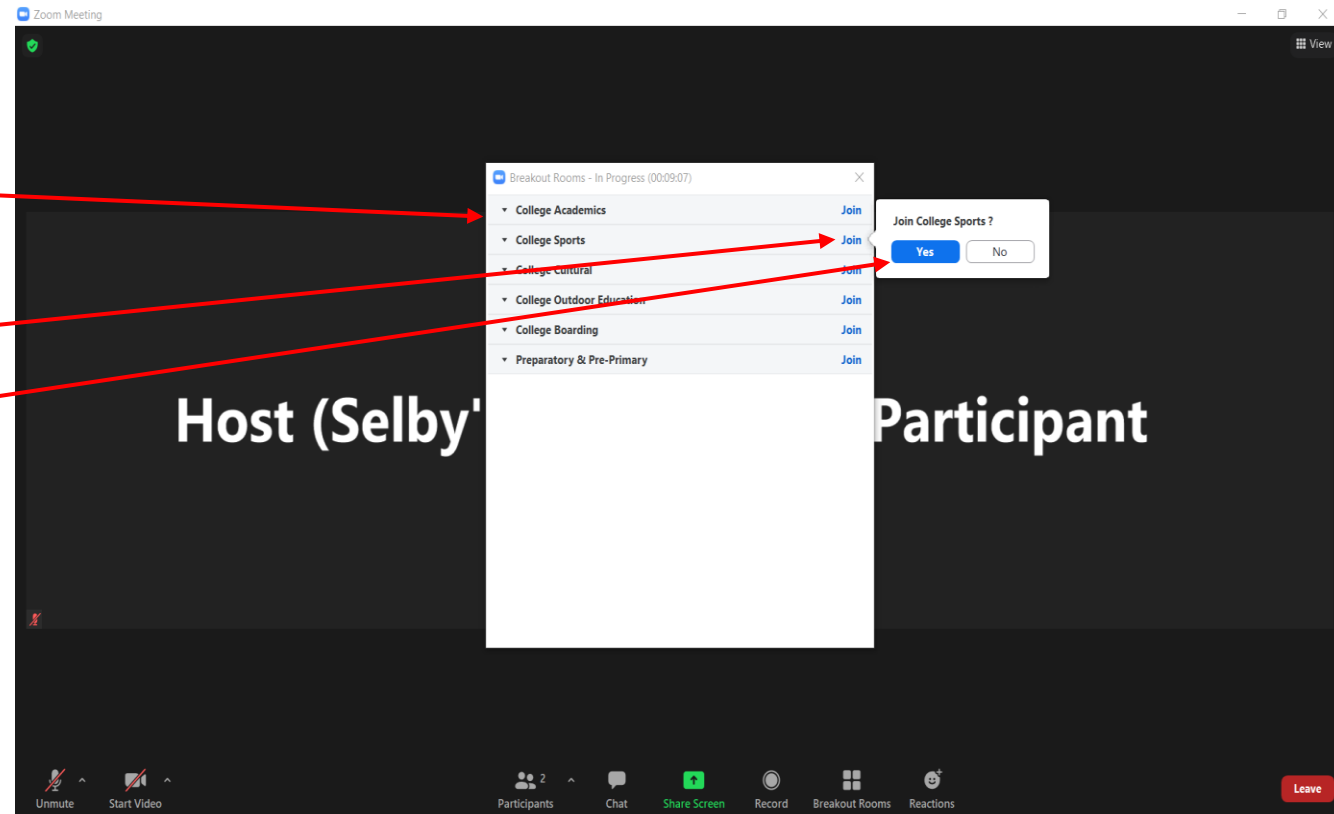 Zoom Meeting
View
Breakout Rooms - In Progress (00:09:07)
College Academics Join
College Sports Join
Join College Sports ?
Yes No
College Cultural Join
College Outdoor Education Join
College Boarding Join
Preparatory & Pre-Primary Join
Host (Selby' Participant
2
Unmute Start Video Participants Chat Share Screen Record Breakout Rooms Reactions Leave